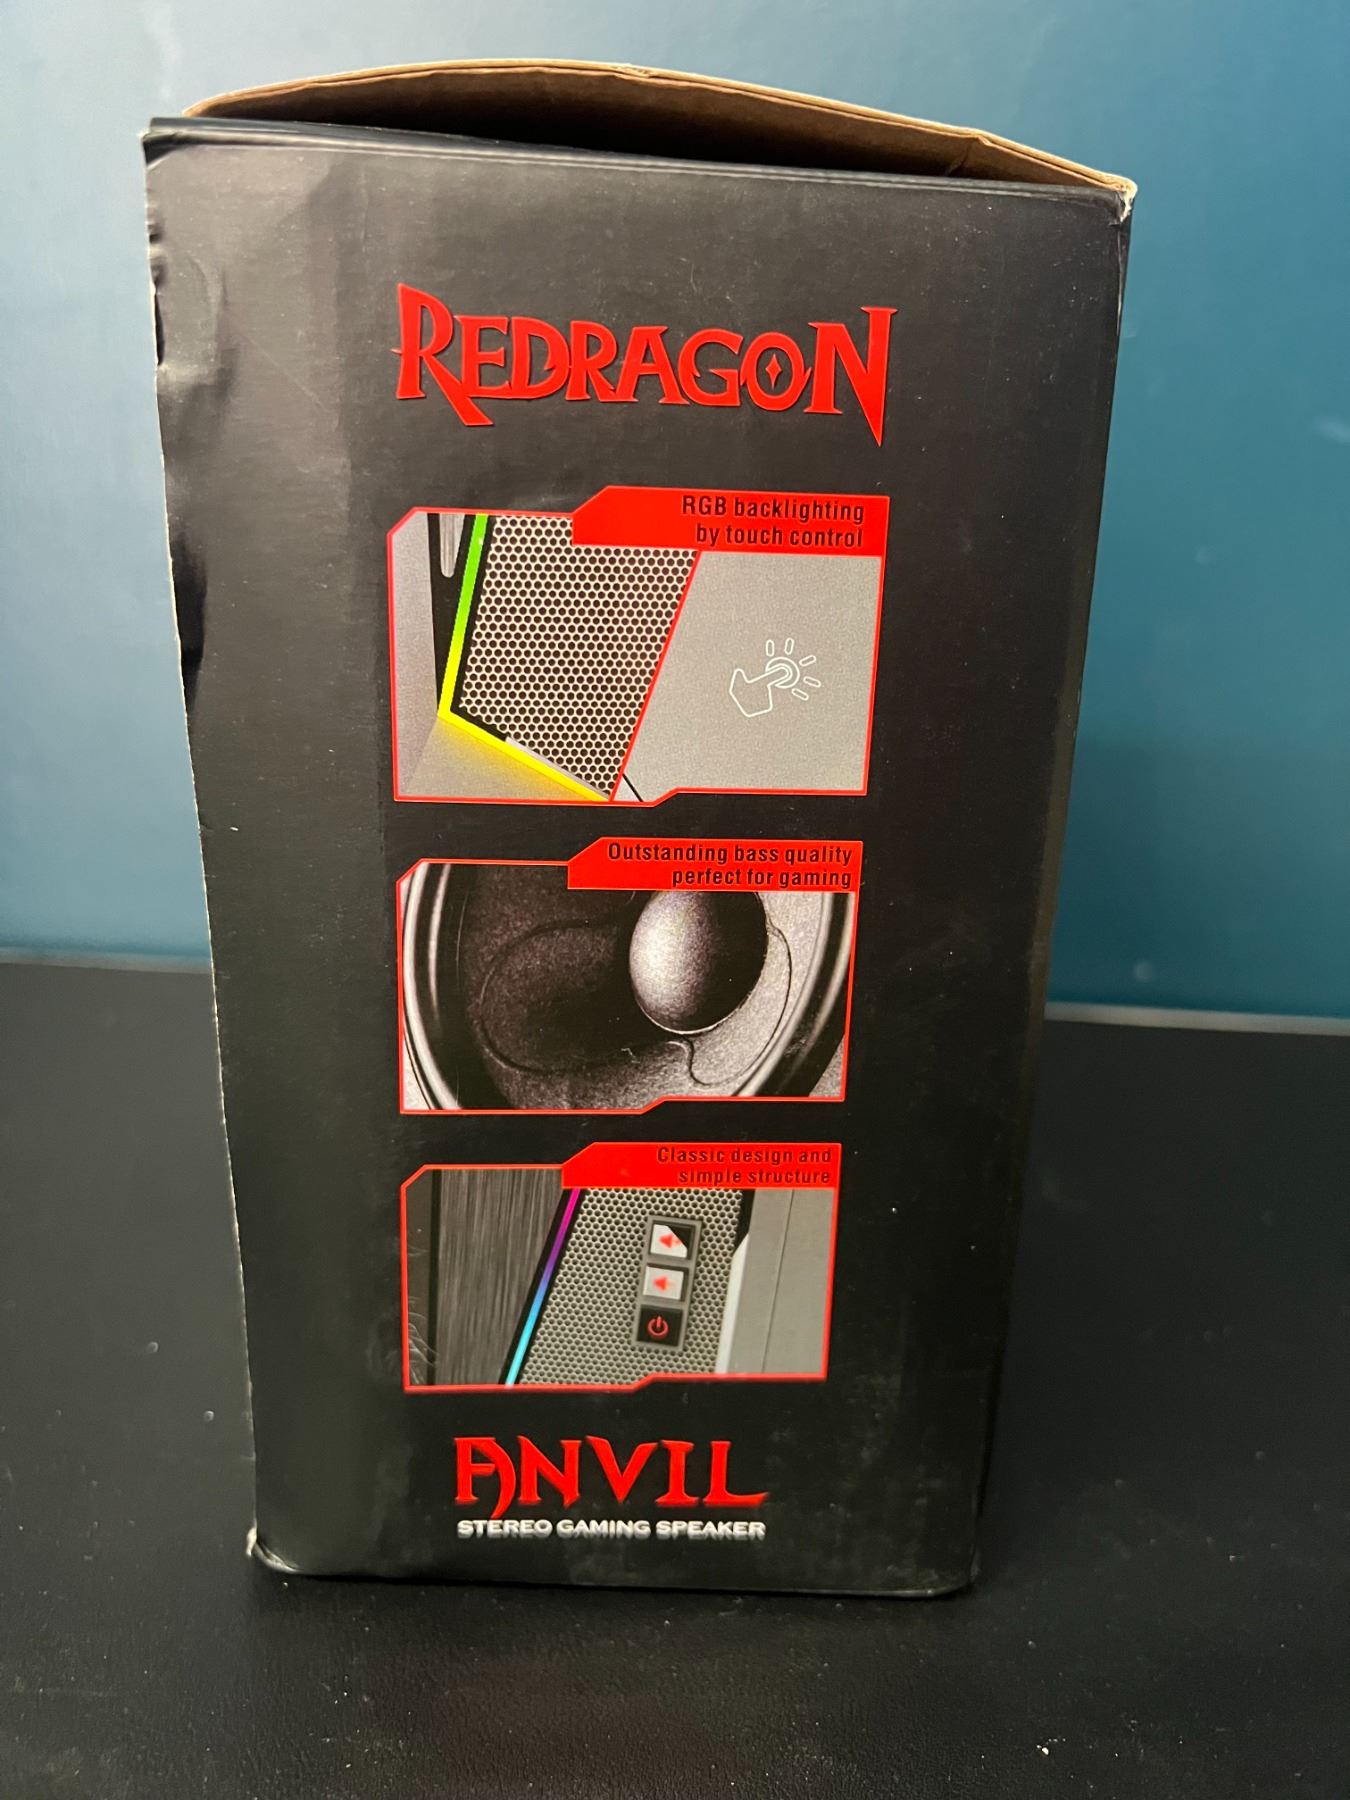 REDRAGON
RGB backlighting
by touch control
Outstanding bass quality
perfect for gaming
Classic design and
simple structure
ANVIL
STEREO GAMING SPEAKER